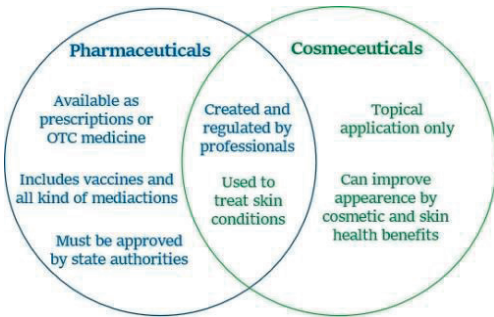 Pharmaceuticals
Available as
prescriptions or
OTC medicine
Includes vaccines and
all kind of mediactions
Must be approved
by state authorities
Created and
regulated by
professionals
Used to
treat skin
conditions
Cosmeceuticals
Topical
application only
Can improve
appearence by
cosmetic and skin
health benefits